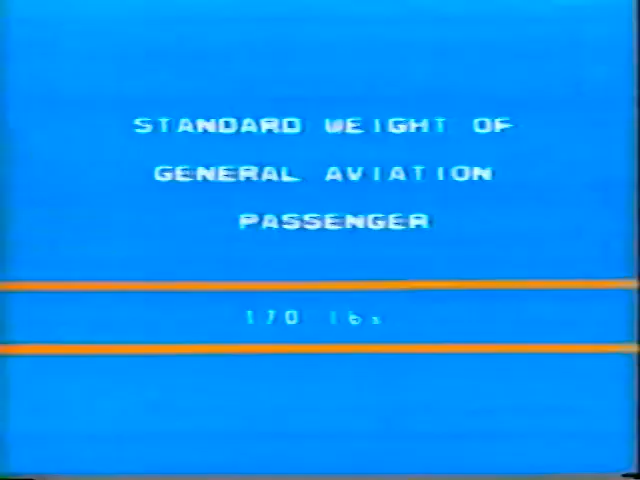 STANDARD WEIGHT OF
GENERAL AVIATION
PASSENGER
170 lbs